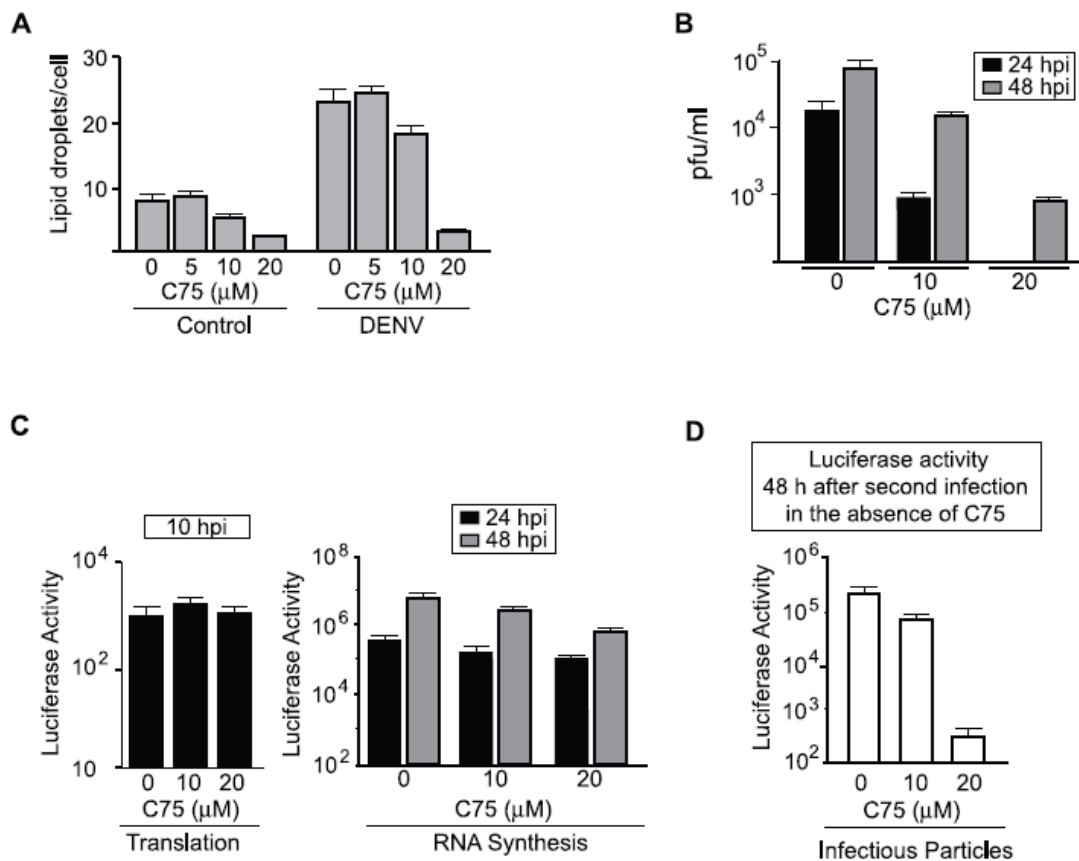 A
Lipid droplets/cell
30
20
10
0 5 10 20 0 5 10 20
C75 (μM) C75 (μM)
Control DENV
B
24 hpi
48 hpi
pfu/ml
10^5
10^4
10^3
0 10 20
C75 (μM)
C
10 hpi
Luciferase Activity
10^4
10^2
10
0 10 20
C75 (μM)
Translation
24 hpi
48 hpi
Luciferase Activity
10^8
10^6
10^4
10^2
0 10 20
C75 (μM)
RNA Synthesis
D
Luciferase activity
48 h after second infection
in the absence of C75
Luciferase Activity
10^6
10^5
10^4
10^3
10^2
0 10 20
C75 (μM)
Infectious Particles